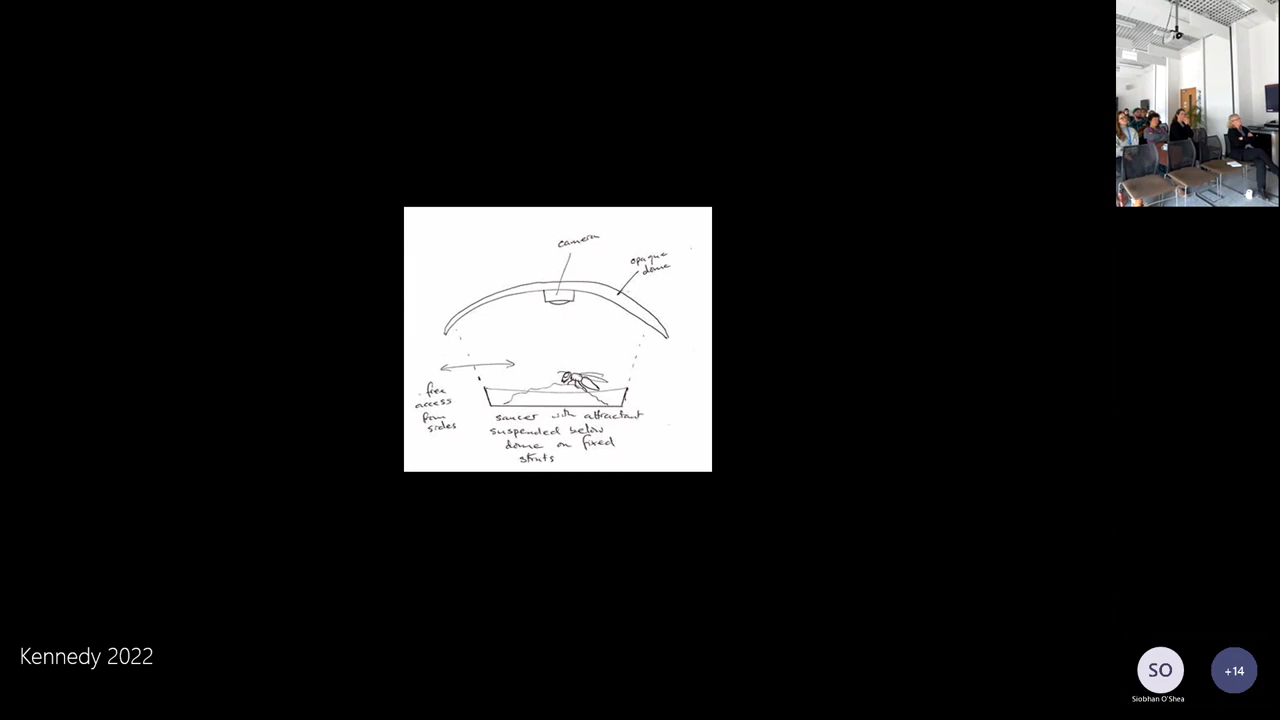 camera
opaque
dome
free
access
from
sides
saucer with attractant
suspended below
dome on fixed
struts
Kennedy 2022
SO
+14
Siobhan O'Shea